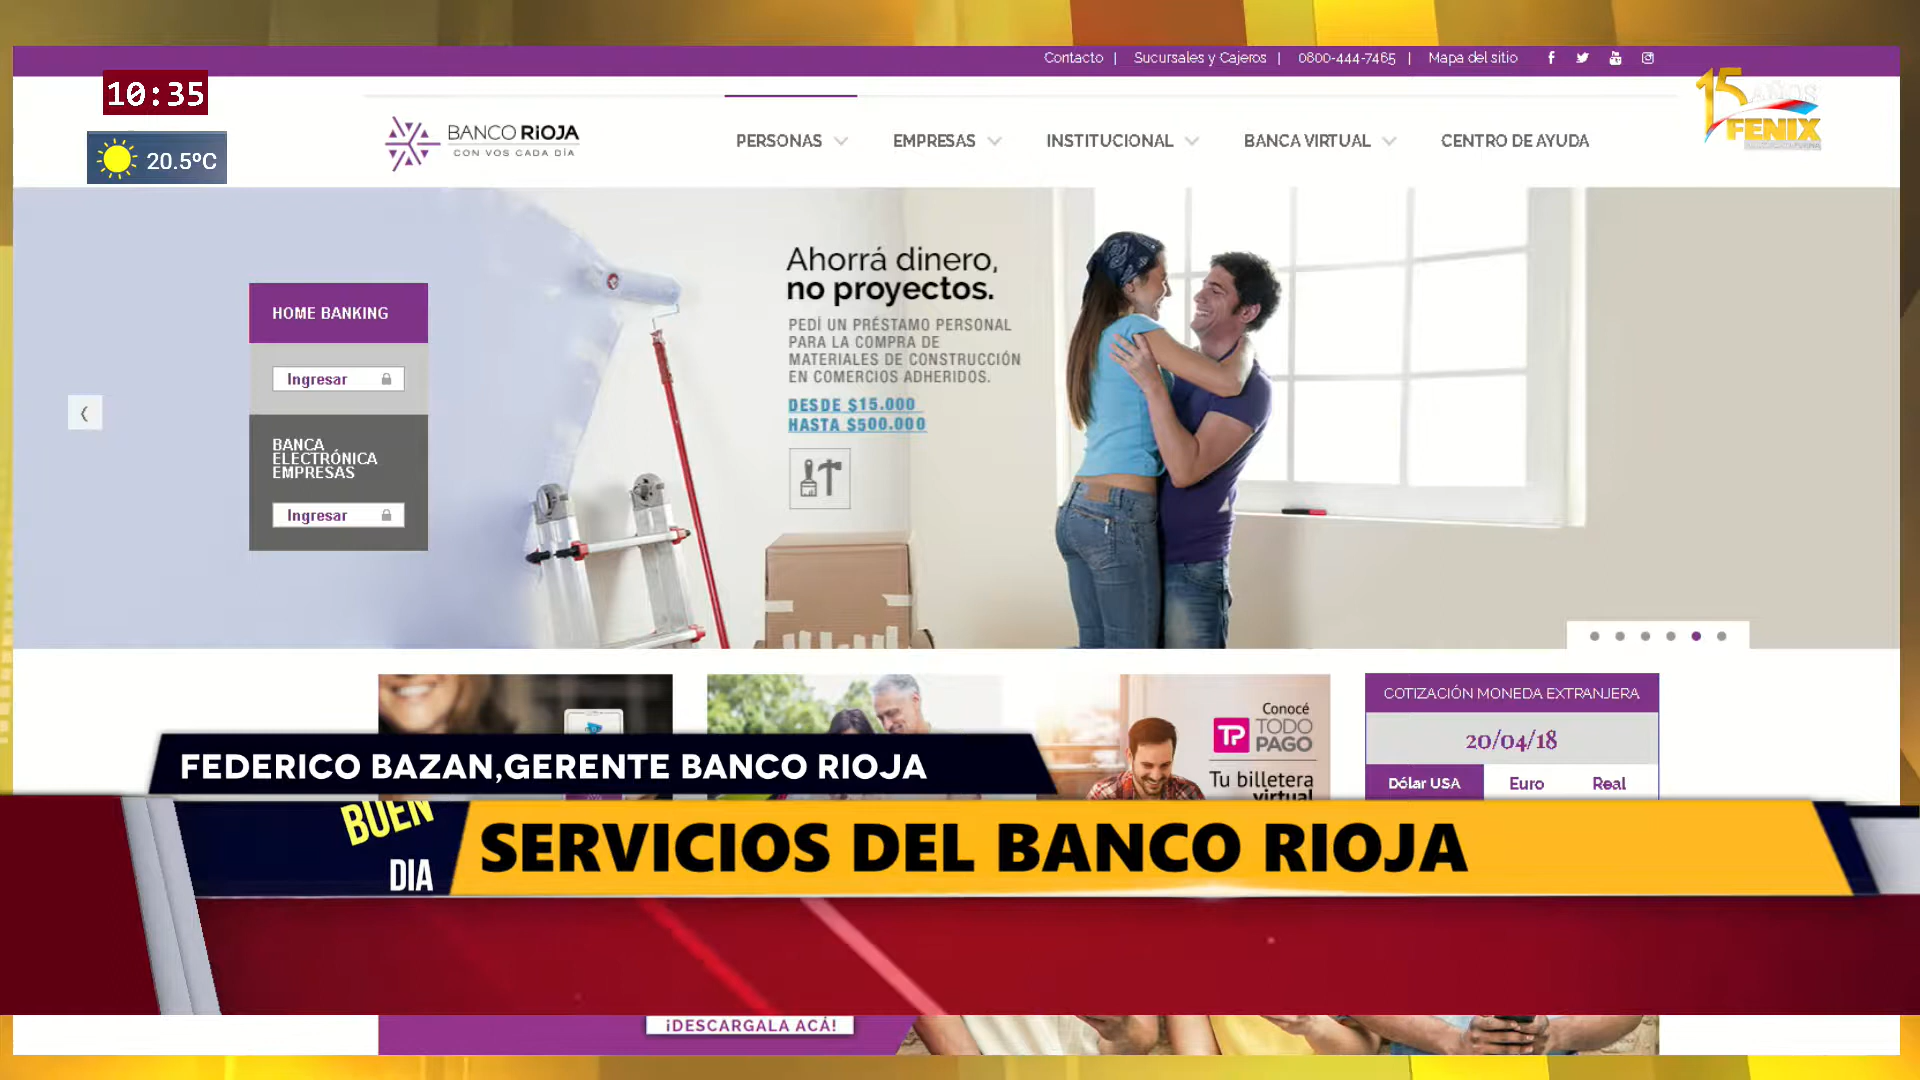 Contacto | Sucursales y Cajeros | 0800-444-7465 | Mapa del sitio
10:35
20.5ºC
BANCO RIOJA
CON VOS CADA DÍA
PERSONAS
EMPRESAS
INSTITUCIONAL
BANCA VIRTUAL
CENTRO DE AYUDA
15 AÑOS
FENIX
HOME BANKING
Ingresar
BANCA
ELECTRÓNICA
EMPRESAS
Ingresar
Ahorrá dinero,
no proyectos.
PEDÍ UN PRÉSTAMO PERSONAL
PARA LA COMPRA DE
MATERIALES DE CONSTRUCCIÓN
EN COMERCIOS ADHERIDOS.
DESDE $15.000
HASTA $500.000
Conocé
TP TODO
PAGO
Tu billetera
virtual
COTIZACIÓN MONEDA EXTRANJERA
20/04/18
Dólar USA
Euro
Real
FEDERICO BAZAN,GERENTE BANCO RIOJA
BUEN
DIA
SERVICIOS DEL BANCO RIOJA
¡DESCARGALA ACÁ!